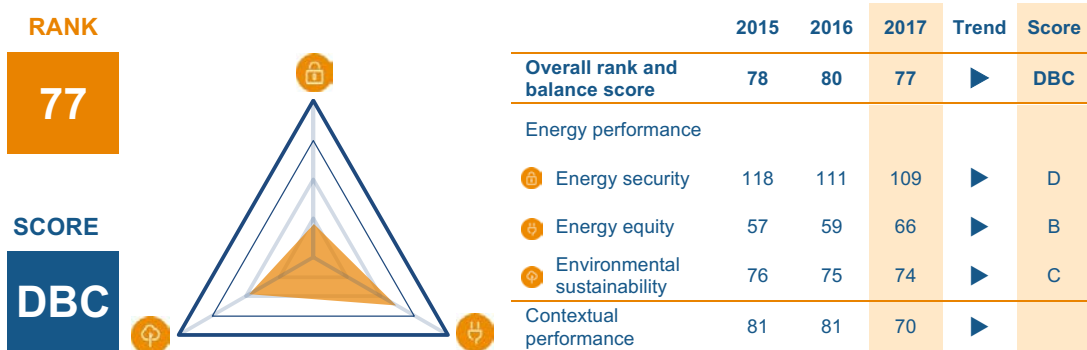 RANK
77
SCORE
DBC
2015 2016 2017 Trend Score
Overall rank and
balance score 78 80 77 DBC
Energy performance
Energy security 118 111 109 D
Energy equity 57 59 66 B
Environmental
sustainability 76 75 74 C
Contextual
performance 81 81 70